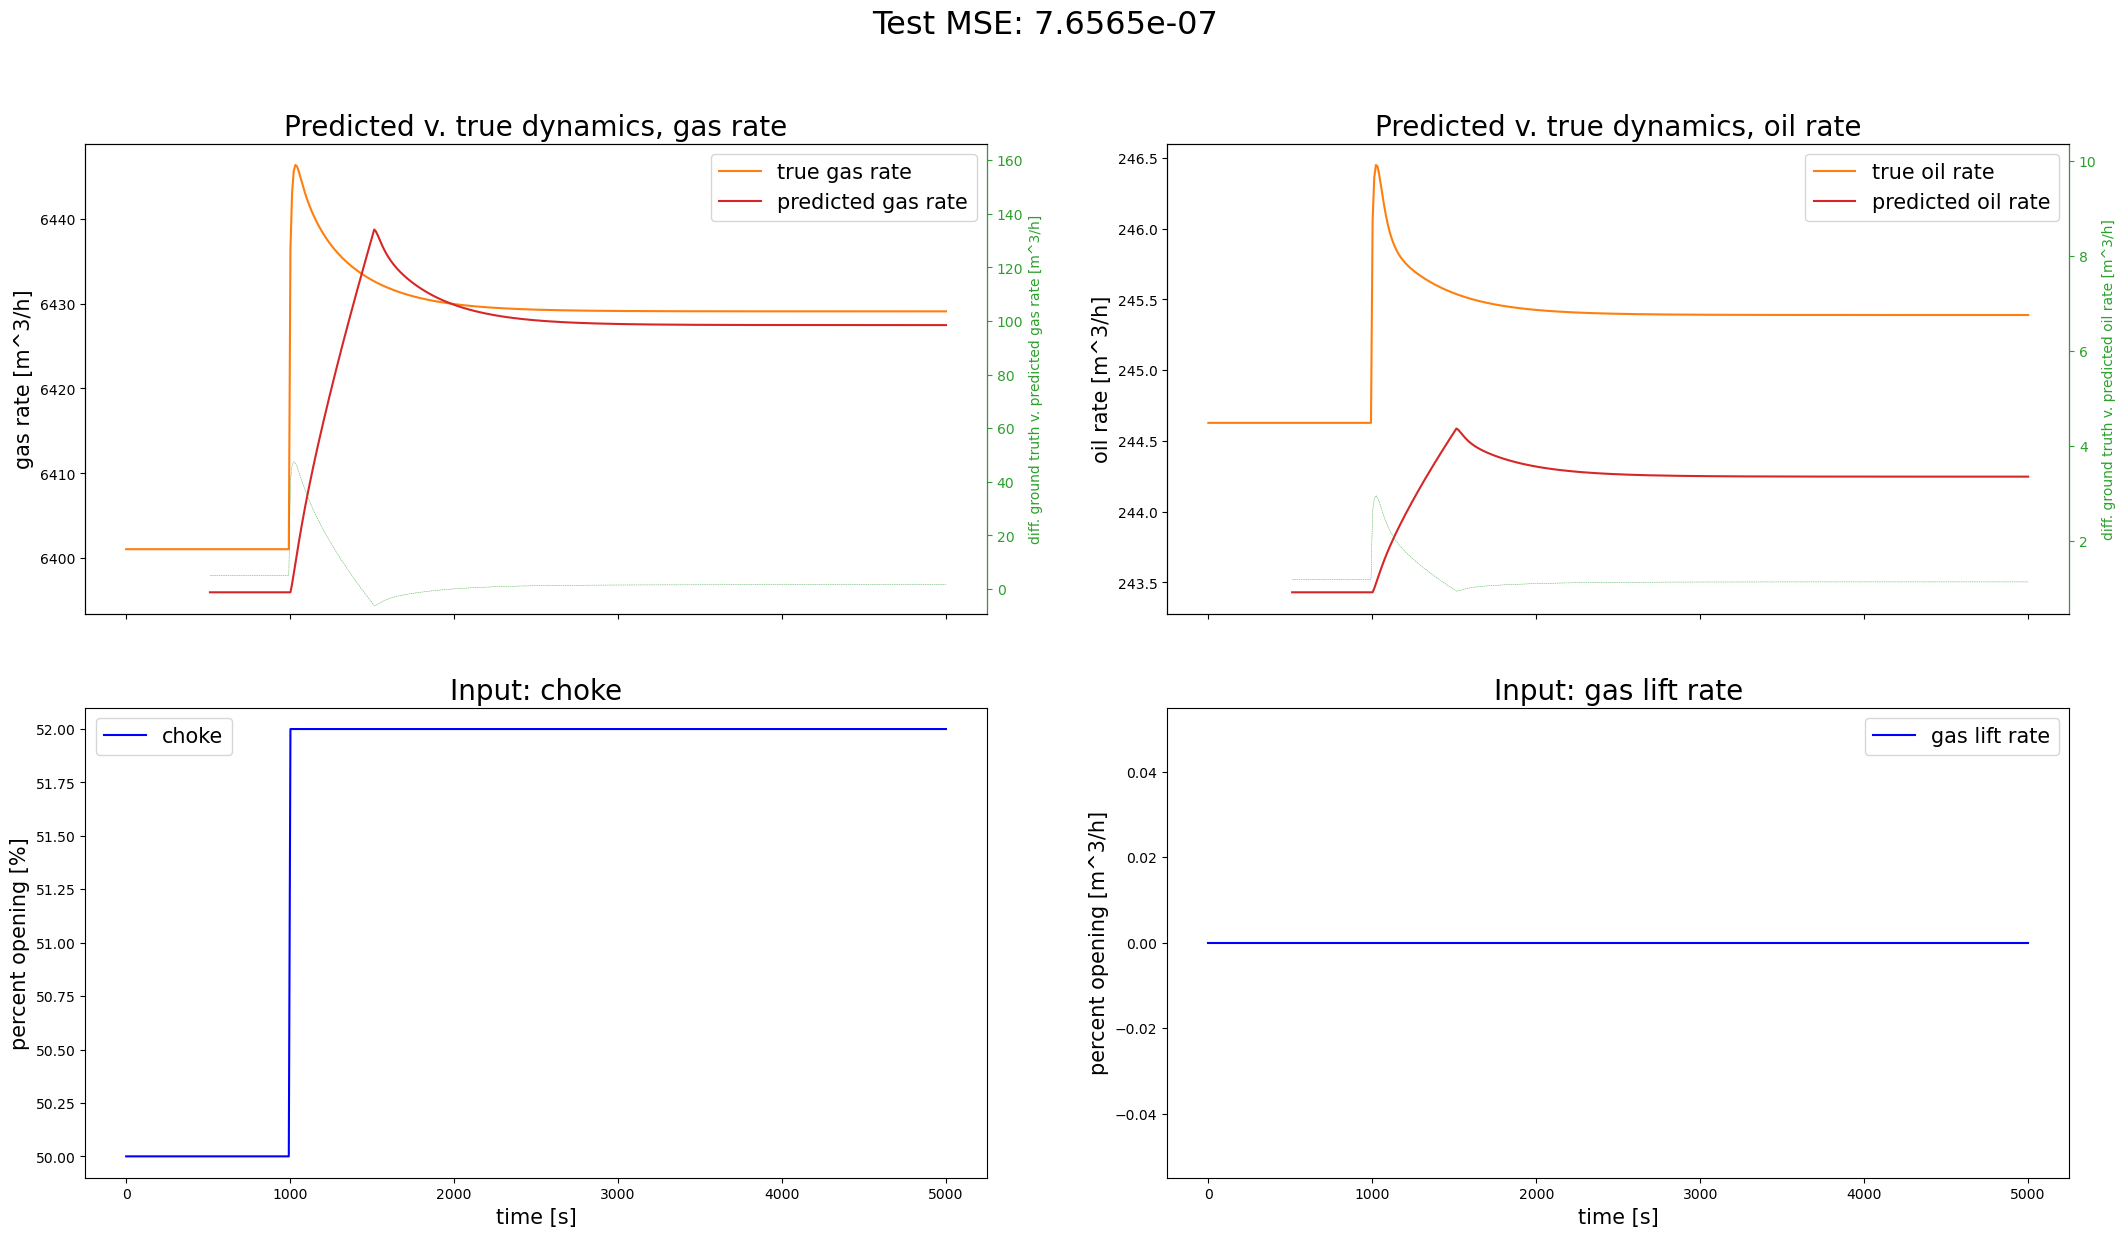 Test MSE: 7.6565e-07
Predicted v. true dynamics, gas rate
true gas rate
predicted gas rate
gas rate [m^3/h]
6440
6430
6420
6410
6400
160
140
120
100
80
60
40
20
0
diff. ground truth v. predicted gas rate [m^3/h]
Predicted v. true dynamics, oil rate
true oil rate
predicted oil rate
oil rate [m^3/h]
246.5
246.0
245.5
245.0
244.5
244.0
243.5
10
8
6
4
2
diff. ground truth v. predicted oil rate [m^3/h]
Input: choke
choke
percent opening [%]
52.00
51.75
51.50
51.25
51.00
50.75
50.50
50.25
50.00
0 1000 2000 3000 4000 5000
time [s]
Input: gas lift rate
gas lift rate
percent opening [m^3/h]
0.04
0.02
0.00
−0.02
−0.04
0 1000 2000 3000 4000 5000
time [s]